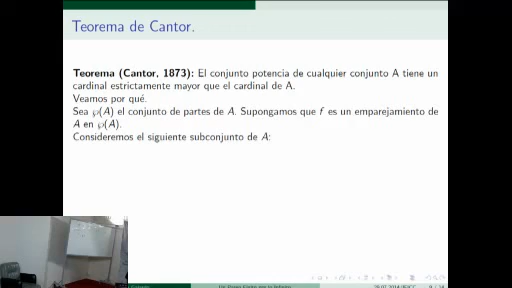 Teorema de Cantor.
Teorema (Cantor, 1873): El conjunto potencia de cualquier conjunto A tiene un
cardinal estrictamente mayor que el cardinal de A.
Veamos por qué.
Sea ℘(A) el conjunto de partes de A. Supongamos que f es un emparejamiento de
A en ℘(A).
Consideremos el siguiente subconjunto de A: